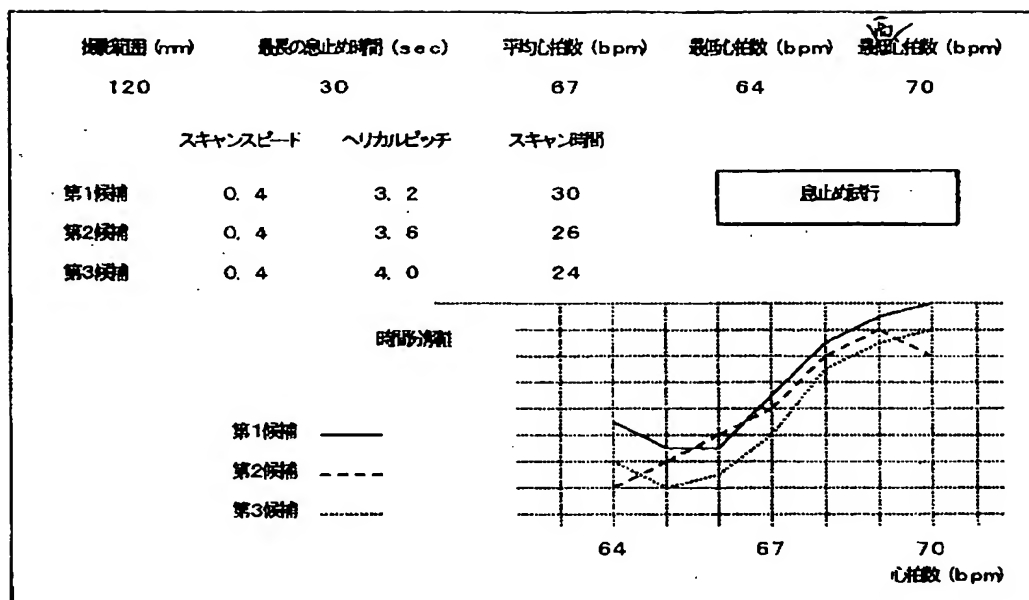 撮影範囲 (mm) 最長の息止め時間 (sec) 平均心拍数 (bpm) 最低心拍数 (bpm) 最高心拍数 (bpm)
120 30 67 64 70
スキャンスピード ヘリカルピッチ スキャン時間
第1候補 0.4 3.2 30 息止め試行
第2候補 0.4 3.6 26
第3候補 0.4 4.0 24
時間分解能
第1候補
第2候補
第3候補
64 67 70
心拍数 (bpm)